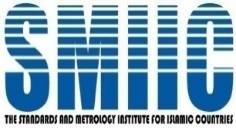 SMIIC
THE STANDARDS AND METROLOGY INSTITUTE FOR ISLAMIC COUNTRIES